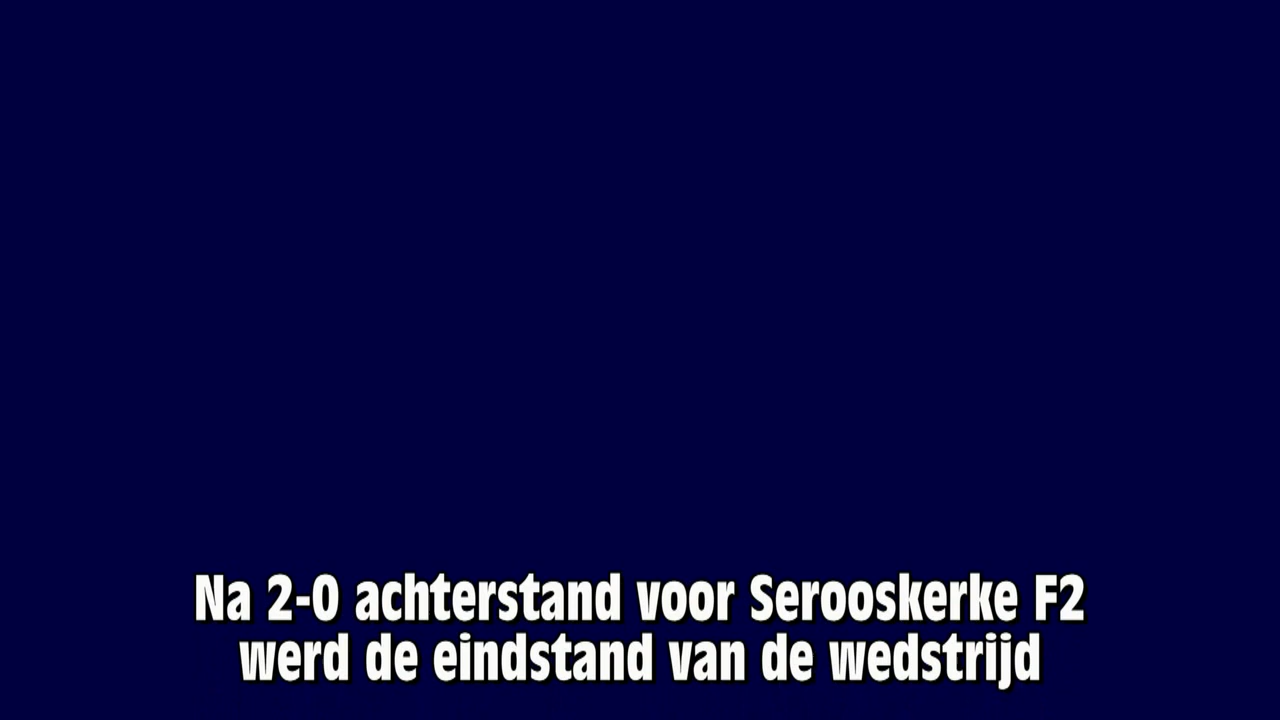 Na 2-0 achterstand voor Serooskerke F2
werd de eindstand van de wedstrijd